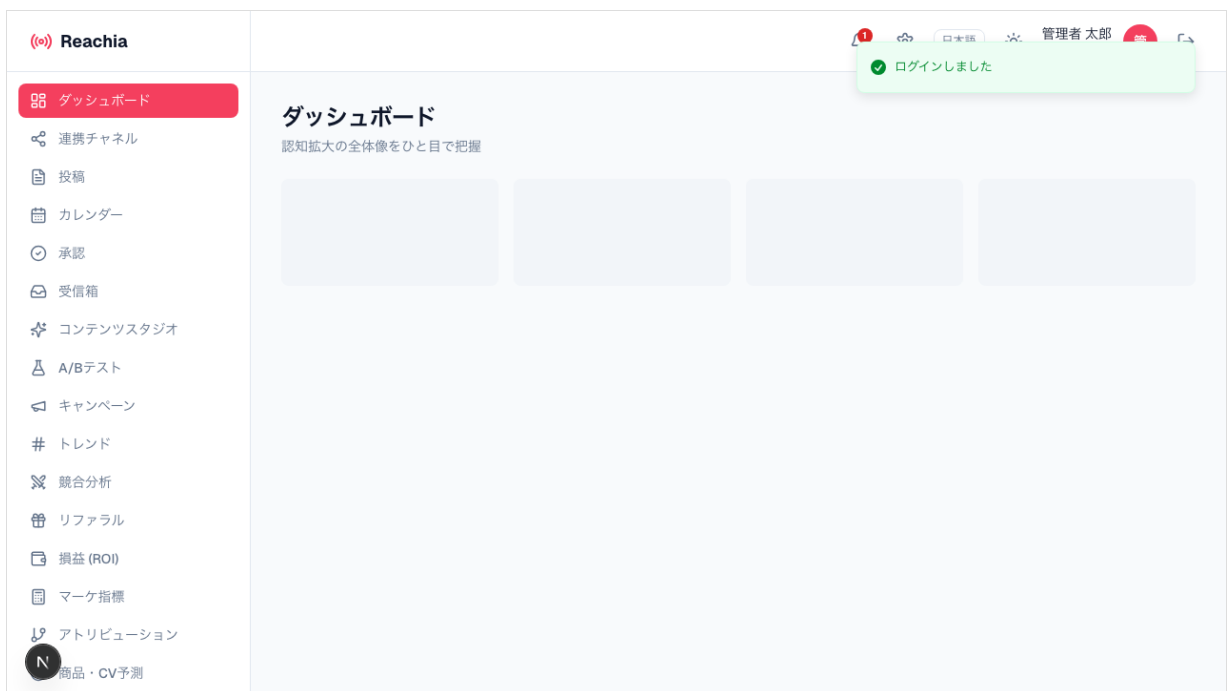 Reachia
1
日本語
管理者 太郎
管
ログインしました
ダッシュボード
連携チャネル
投稿
カレンダー
承認
受信箱
コンテンツスタジオ
A/Bテスト
キャンペーン
トレンド
競合分析
リファラル
損益 (ROI)
マーケ指標
アトリビューション
N
商品・CV予測
ダッシュボード
認知拡大の全体像をひと目で把握